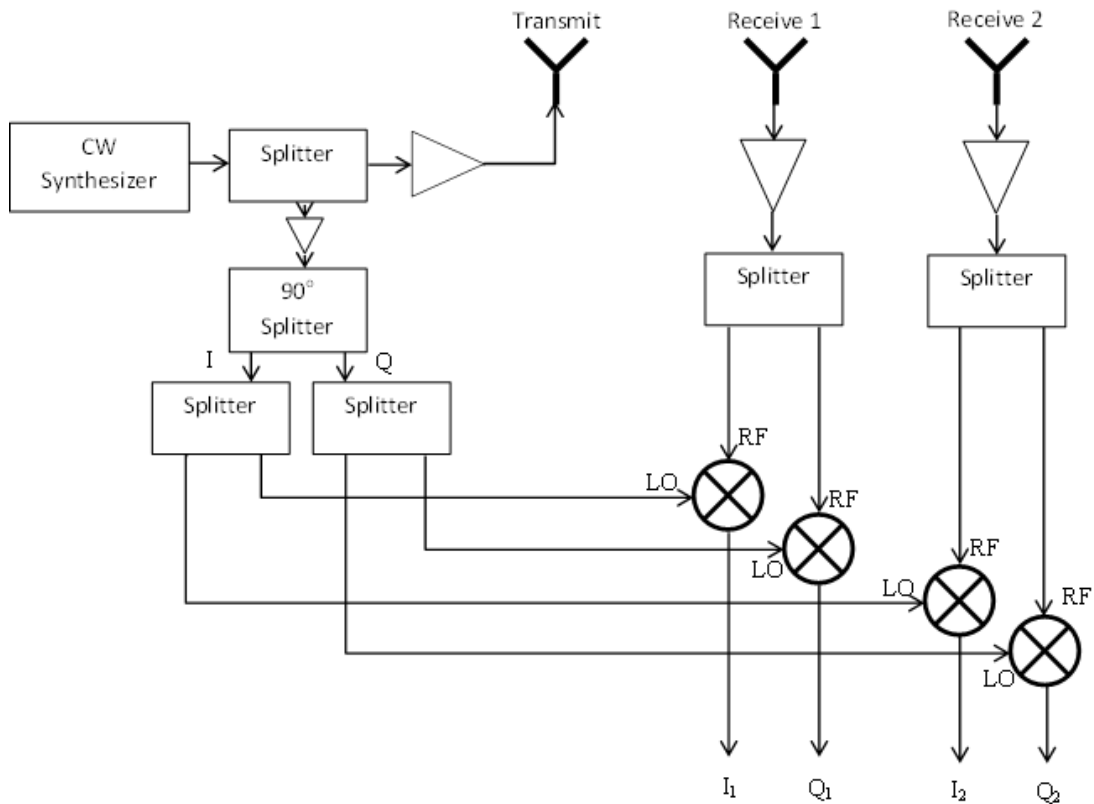 Transmit
Receive 1
Receive 2
CW
Synthesizer
Splitter
90°
Splitter
I
Q
Splitter
Splitter
Splitter
Splitter
RF
LO
RF
LO
RF
LO
RF
LO
I₁
Q₁
I₂
Q₂